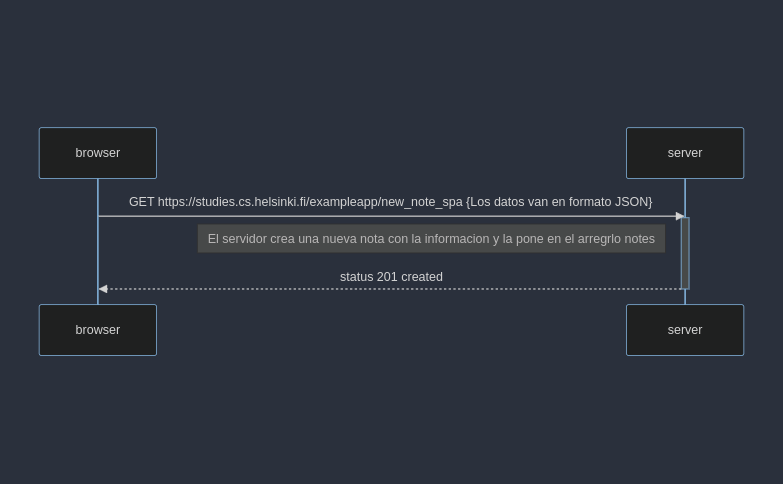 browser
server
GET https://studies.cs.helsinki.fi/exampleapp/new_note_spa {Los datos van en formato JSON}
El servidor crea una nueva nota con la informacion y la pone en el arregrlo notes
status 201 created
browser
server